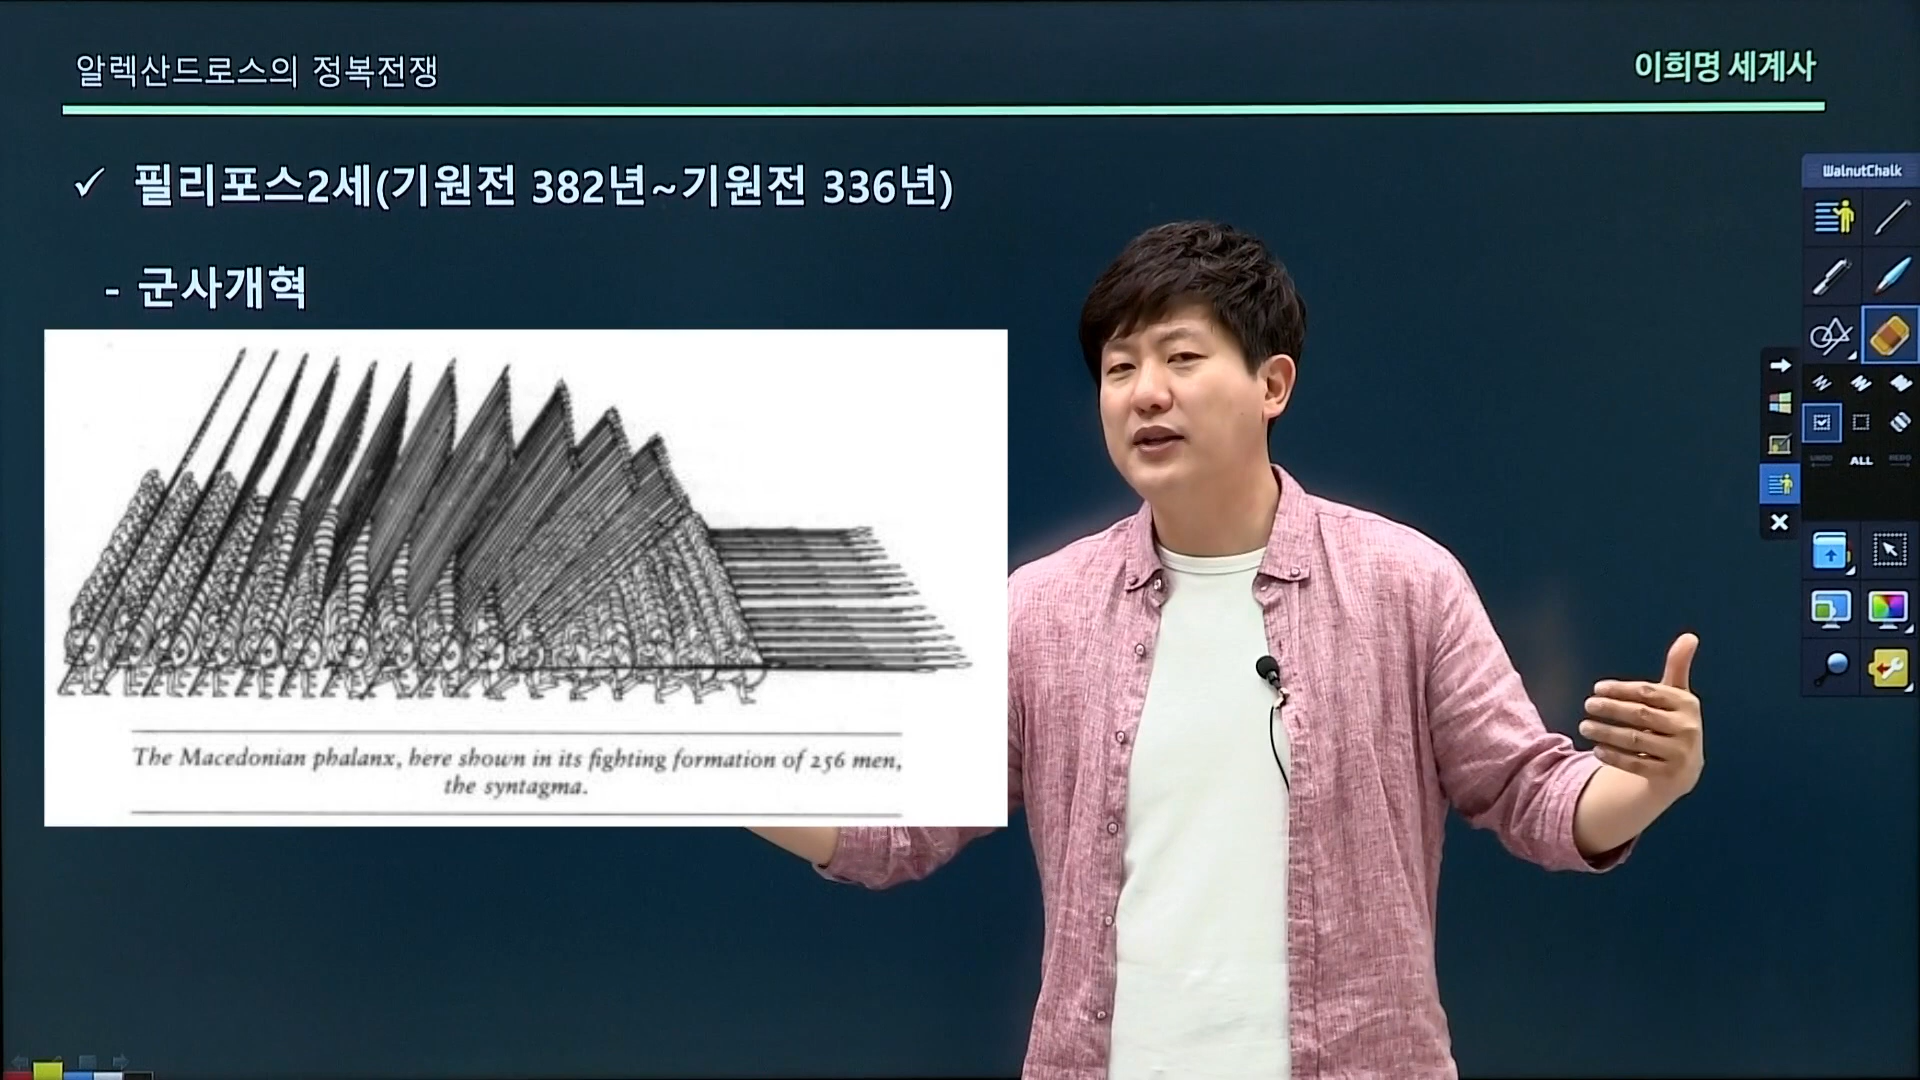 알렉산드로스의 정복전쟁
이희명 세계사
✓ 필리포스2세(기원전 382년~기원전 336년)
- 군사개혁
The Macedonian phalanx, here shown in its fighting formation of 256 men,
the syntagma.
WalnutChalk
UNDO ALL REDO